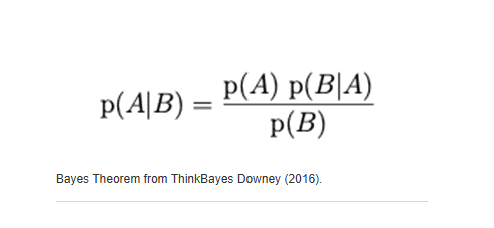 p(A|B) = p(A) p(B|A) / p(B)
Bayes Theorem from ThinkBayes Downey (2016).